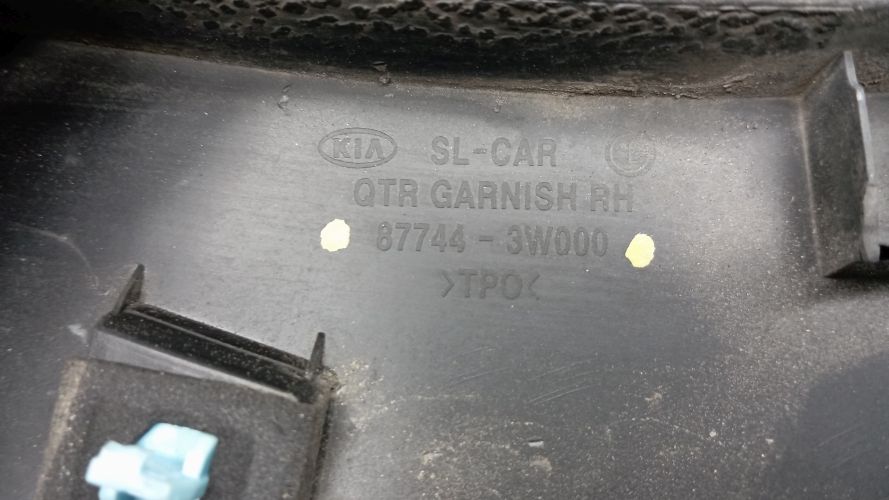 KIA SL-CAR
QTR GARNISH RH
87744 - 3W000
>TPO<